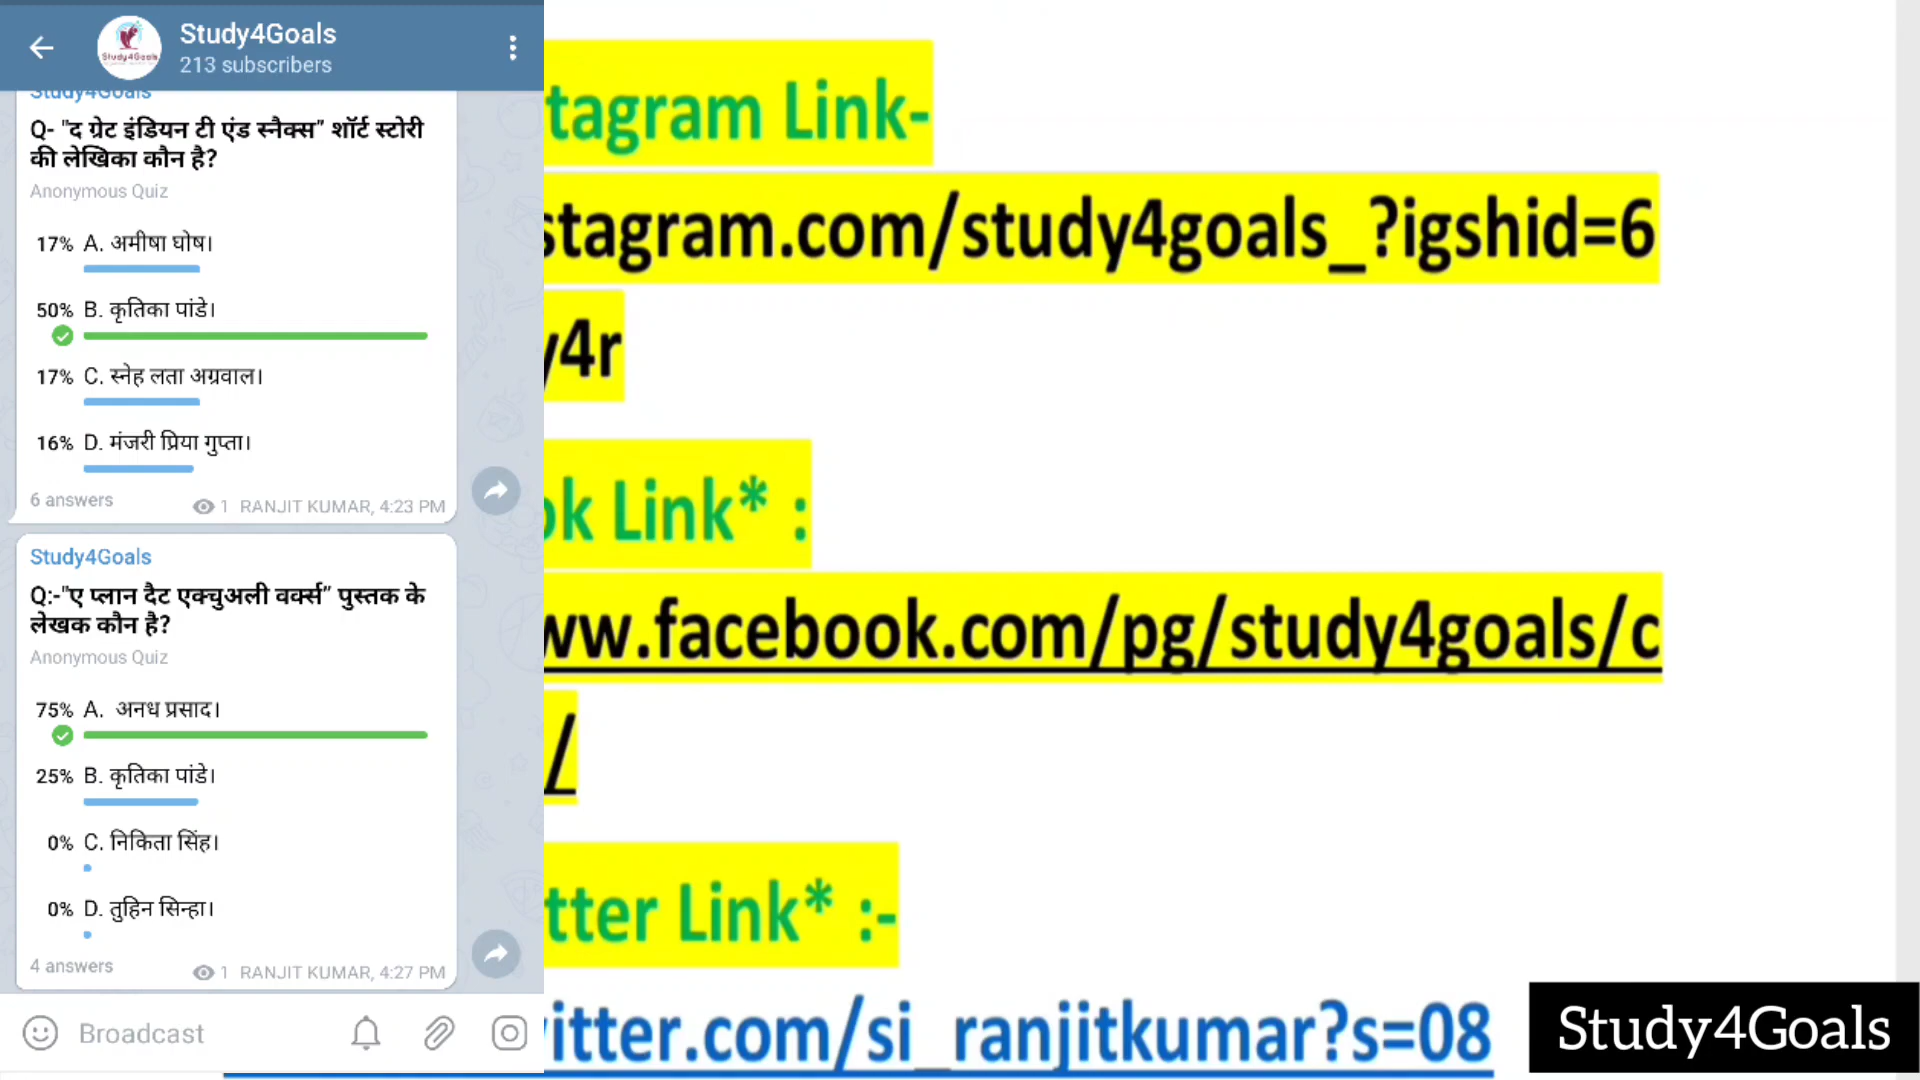 Study4Goals
213 subscribers
Study4Goals
Q- "द ग्रेट इंडियन टी एंड स्नैक्स” शॉर्ट स्टोरी
की लेखिका कौन है?
Anonymous Quiz
17% A. अमीषा घोष।
50% B. कृतिका पांडे।
17% C. स्नेह लता अग्रवाल।
16% D. मंजरी प्रिया गुप्ता।
6 answers
1 RANJIT KUMAR, 4:23 PM
Study4Goals
Q:-"ए प्लान दैट एक्चुअली वर्क्स” पुस्तक के
लेखक कौन है?
Anonymous Quiz
75% A. अनध प्रसाद।
25% B. कृतिका पांडे।
0% C. निकिता सिंह।
0% D. तुहिन सिन्हा।
4 answers
1 RANJIT KUMAR, 4:27 PM
Broadcast
tagram Link-
stagram.com/study4goals_?igshid=6
y4r
ok Link* :
ww.facebook.com/pg/study4goals/c
/
tter Link* :-
itter.com/si_ranjitkumar?s=08
Study4Goals